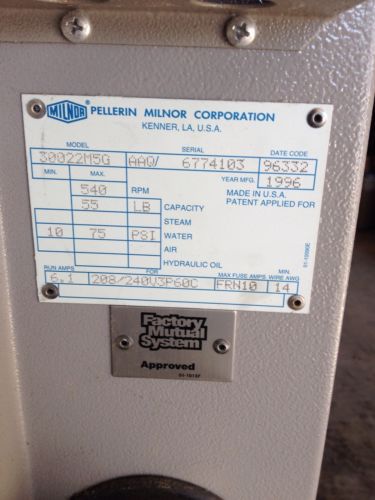 MILNOR PELLERIN MILNOR CORPORATION
KENNER, LA, U.S.A.
MODEL SERIAL DATE CODE
30022M5G AAQ/ 6774103 96332
MIN. MAX. YEAR MFG. 1996
540 RPM MADE IN U.S.A.
55 LB CAPACITY PATENT APPLIED FOR
STEAM
10 75 PSI WATER
AIR
HYDRAULIC OIL
RUN AMPS FOR MAX FUSE AMPS. MIN. WIRE AWG
6.1 208/240V3P60C FRN10 14
Factory
Mutual
System
Approved